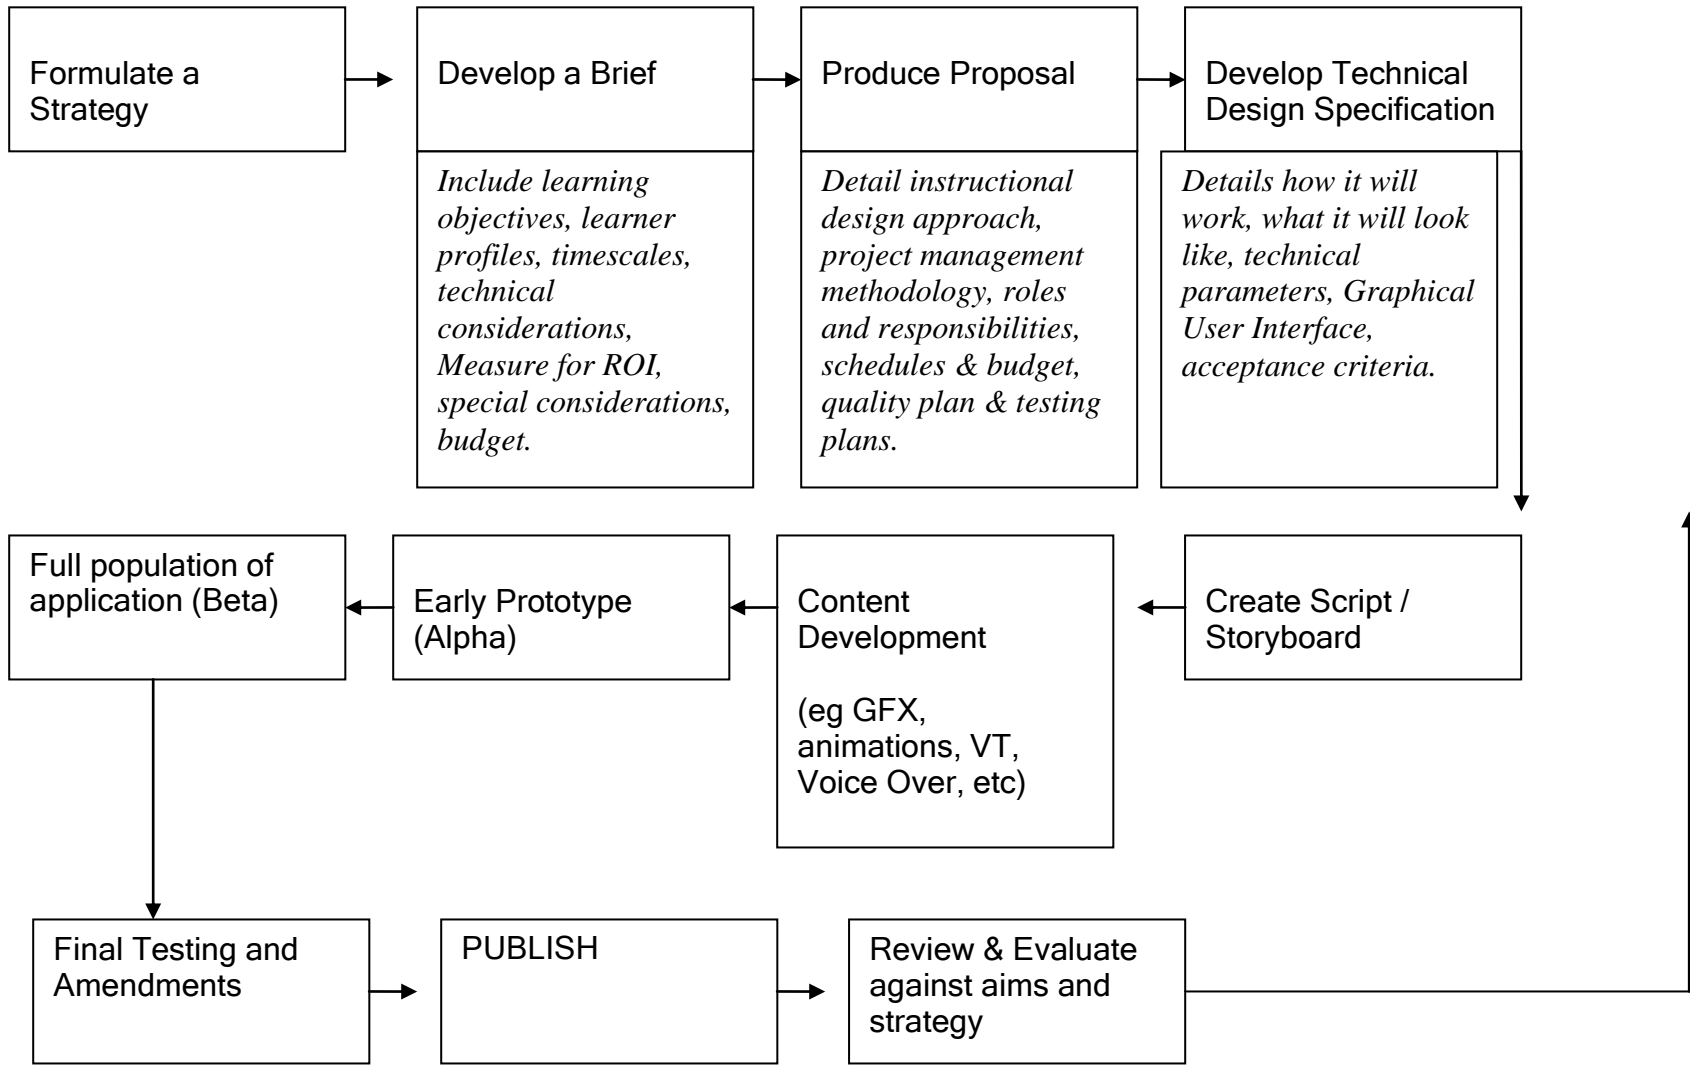 Formulate a
Strategy
Develop a Brief
Produce Proposal
Develop Technical
Design Specification
Include learning
objectives, learner
profiles, timescales,
technical
considerations,
Measure for ROI,
special considerations,
budget.
Detail instructional
design approach,
project management
methodology, roles
and responsibilities,
schedules & budget,
quality plan & testing
plans.
Details how it will
work, what it will look
like, technical
parameters, Graphical
User Interface,
acceptance criteria.
Full population of
application (Beta)
Early Prototype
(Alpha)
Content
Development
(eg GFX,
animations, VT,
Voice Over, etc)
Create Script /
Storyboard
Final Testing and
Amendments
PUBLISH
Review & Evaluate
against aims and
strategy